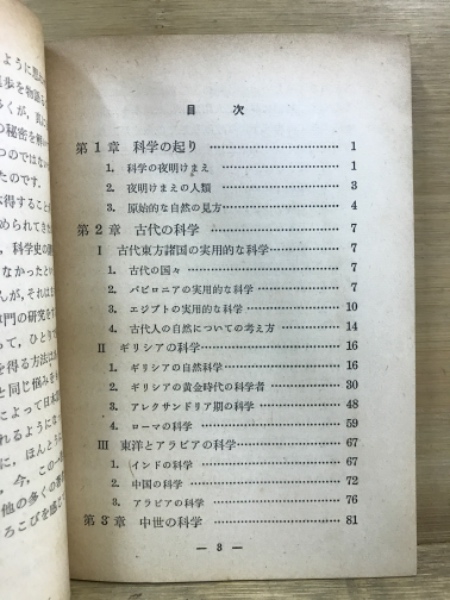 目次
第1章 科学の起り 1
1. 科学の夜明けまえ 1
2. 夜明けまえの人類 3
3. 原始的な自然の見方 4
第2章 古代の科学 7
I 古代東方諸国の実用的な科学 7
1. 古代の国々 7
2. バビロニアの実用的な科学 7
3. エジプトの実用的な科学 10
4. 古代人の自然についての考え方 14
II ギリシアの科学 16
1. ギリシアの自然科学 16
2. ギリシアの黄金時代の科学者 30
3. アレクサンドリア期の科学 48
4. ローマの科学 59
III 東洋とアラビアの科学 67
1. インドの科学 67
2. 中国の科学 72
3. アラビアの科学 76
第3章 中世の科学 81
— 3 —